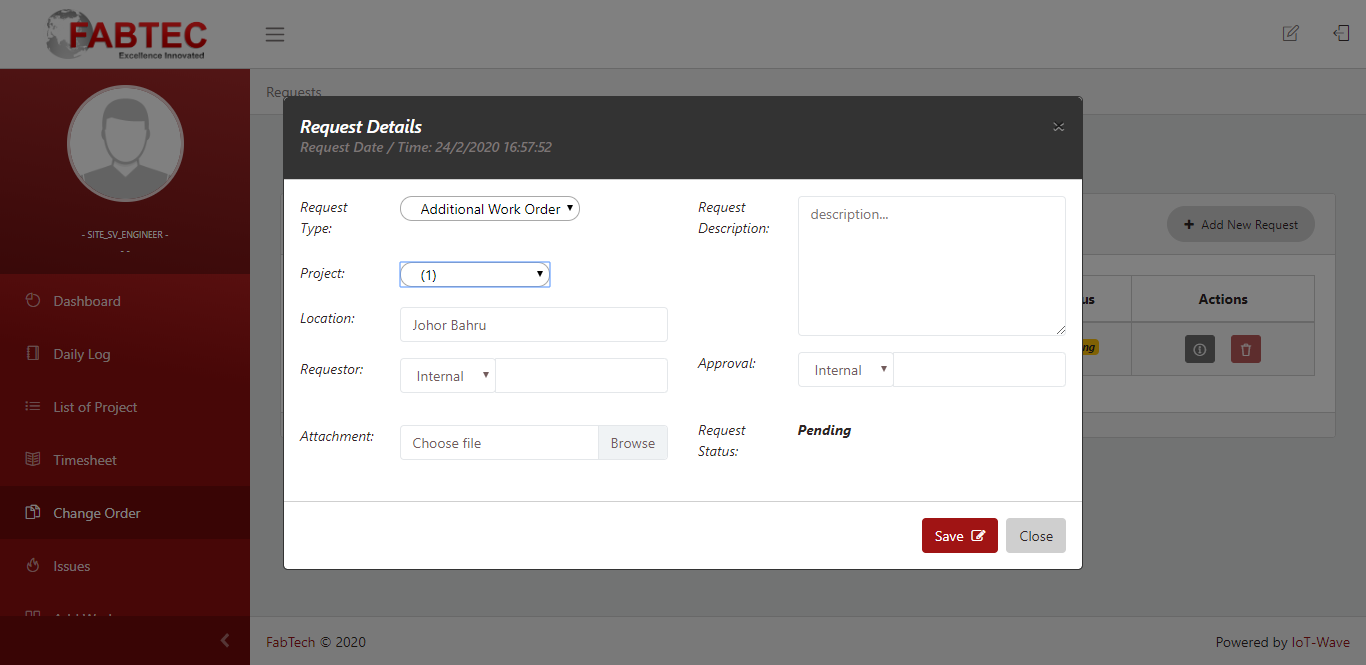 FABTEC
Excellence Innovated
- SITE_SV_ENGINEER -
- -
Dashboard
Daily Log
List of Project
Timesheet
Change Order
Issues
Requests
Add New Request
Actions
Request Details
Request Date / Time: 24/2/2020 16:57:52
Request Type:
Additional Work Order
Project:
(1)
Location:
Johor Bahru
Requestor:
Internal
Attachment:
Choose file
Browse
Request Description:
description...
Approval:
Internal
Request Status:
Pending
Save
Close
FabTech © 2020
Powered by IoT-Wave